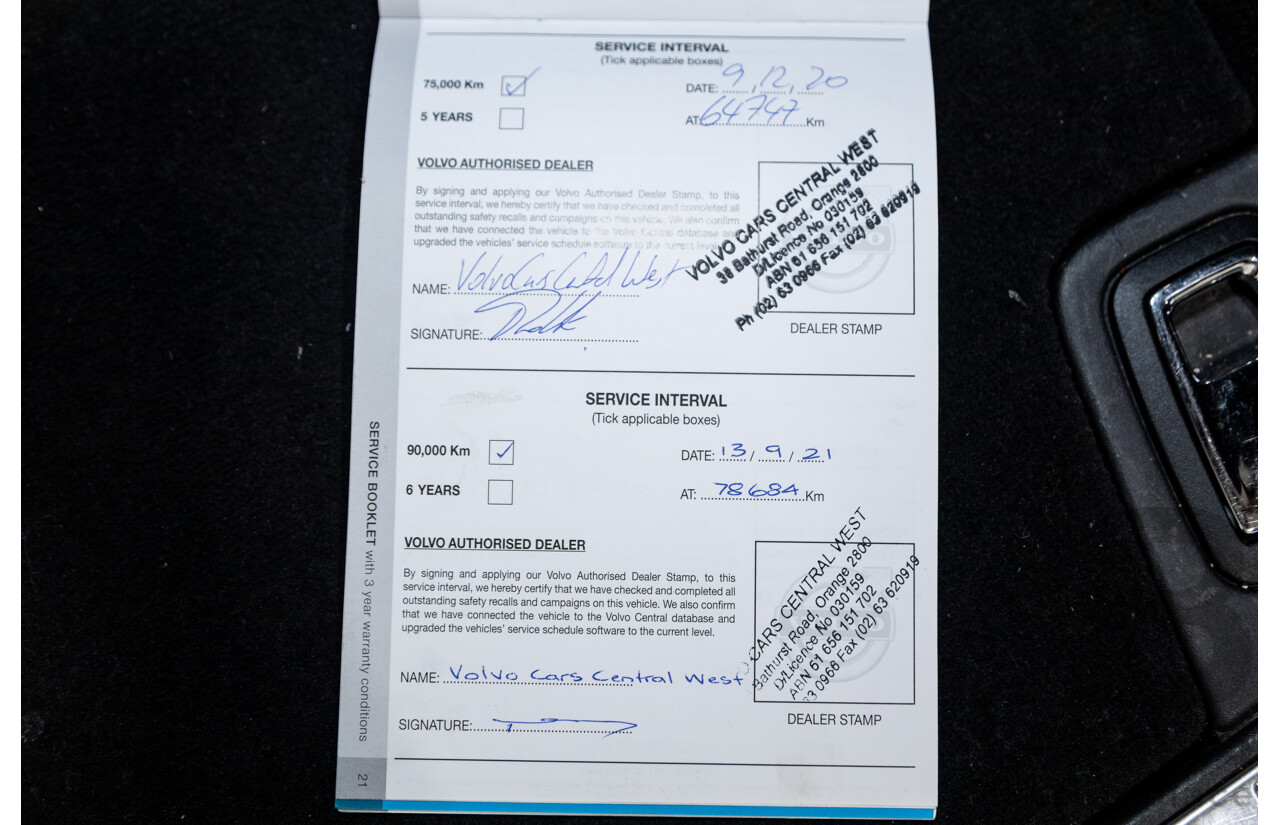 SERVICE INTERVAL
(Tick applicable boxes)
75,000 Km
DATE: 9/12/20
5 YEARS
AT: 64747 Km
VOLVO AUTHORISED DEALER
By signing and applying our Volvo Authorised Dealer Stamp, to this
service interval, we hereby certify that we have checked and completed all
outstanding safety recalls and campaigns on this vehicle. We also confirm
that we have connected the vehicle to the Volvo Central database and
upgraded the vehicles' service schedule software to the current level.
VOLVO CARS CENTRAL WEST
38 Bathurst Road, Orange 2800
D/Licence No 030159
ABN 61 656 151 702
Ph (02) 63 0966 Fax (02) 63 620919
NAME: Volvo Cars Central West
SIGNATURE:
DEALER STAMP
SERVICE INTERVAL
(Tick applicable boxes)
90,000 Km
DATE: 13/9/21
6 YEARS
AT: 78684 Km
VOLVO AUTHORISED DEALER
By signing and applying our Volvo Authorised Dealer Stamp, to this
service interval, we hereby certify that we have checked and completed all
outstanding safety recalls and campaigns on this vehicle. We also confirm
that we have connected the vehicle to the Volvo Central database and
upgraded the vehicles' service schedule software to the current level.
CARS CENTRAL WEST
Bathurst Road, Orange 2800
D/Licence No 030159
ABN 61 656 151 702
63 0966 Fax (02) 63 620919
NAME: Volvo Cars Central West
SIGNATURE:
DEALER STAMP
SERVICE BOOKLET with 3 year warranty conditions
21